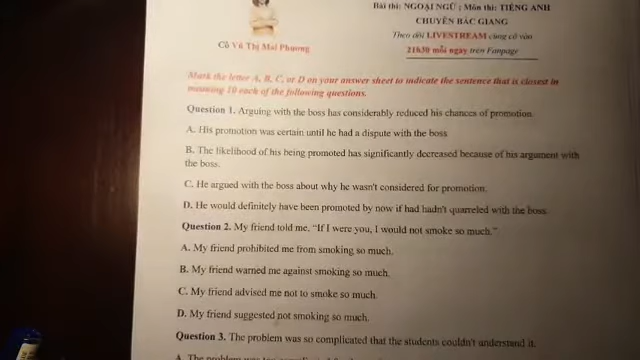 Bài thi: NGOẠI NGỮ ; Môn thi: TIẾNG ANH
CHUYÊN BẮC GIANG
Theo dõi LIVESTREAM cùng cô vào
21h30 mỗi ngày trên Fanpage
Cô Vũ Thị Mai Phương
Mark the letter A, B, C, or D on your answer sheet to indicate the sentence that is closest in
meaning to each of the following questions.
Question 1. Arguing with the boss has considerably reduced his chances of promotion.
A. His promotion was certain until he had a dispute with the boss
B. The likelihood of his being promoted has significantly decreased because of his argument with
the boss.
C. He argued with the boss about why he wasn't considered for promotion.
D. He would definitely have been promoted by now if had hadn't quarreled with the boss.
Question 2. My friend told me, “If I were you, I would not smoke so much.”
A. My friend prohibited me from smoking so much.
B. My friend warned me against smoking so much.
C. My friend advised me not to smoke so much.
D. My friend suggested not smoking so much.
Question 3. The problem was so complicated that the students couldn't understand it.
A. The problem was too